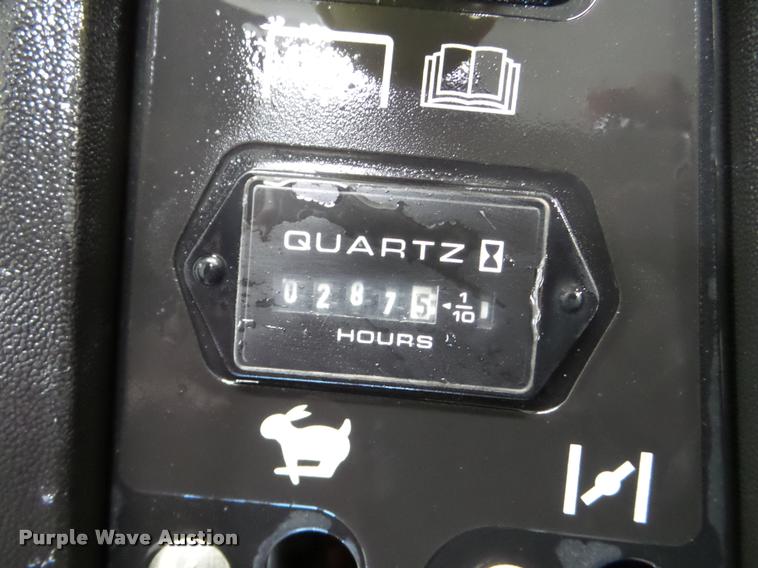 QUARTZ
0 2 8 7 5 ◄ 1/10
HOURS
Purple Wave Auction